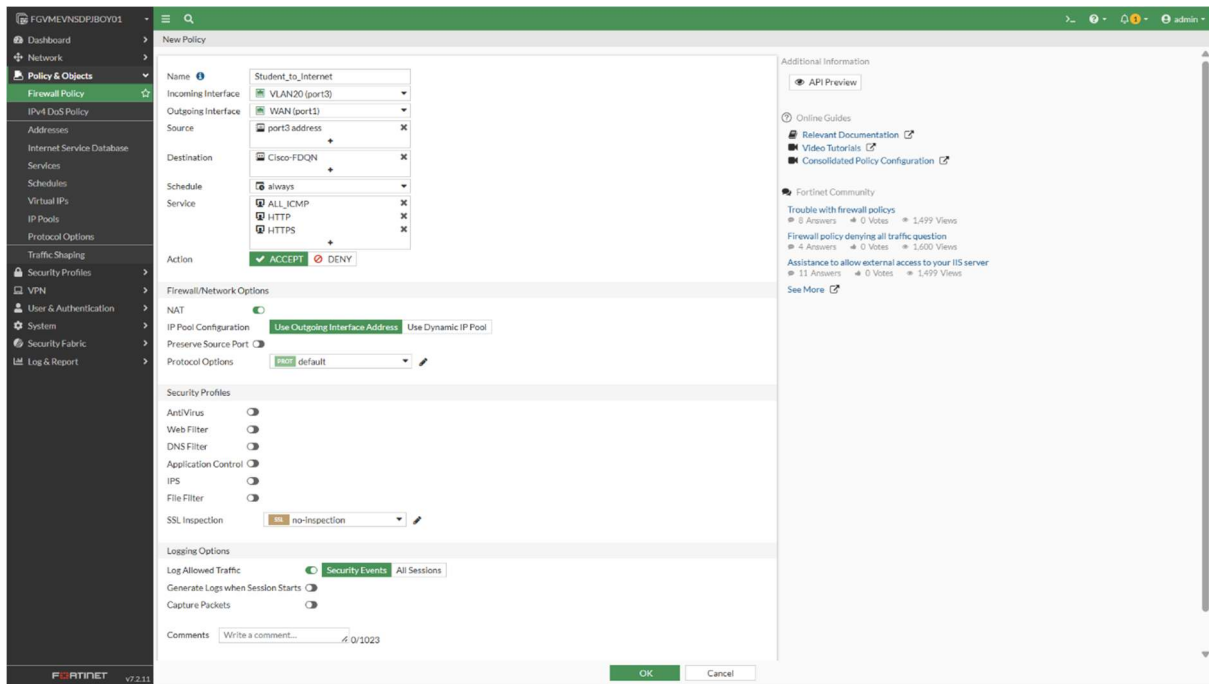 FGVMEVNSDPJBOY01
admin
Dashboard
Network
Policy & Objects
Firewall Policy
IPv4 DoS Policy
Addresses
Internet Service Database
Services
Schedules
Virtual IPs
IP Pools
Protocol Options
Traffic Shaping
Security Profiles
VPN
User & Authentication
System
Security Fabric
Log & Report
FORTINET v7.2.11
New Policy
Name Student_to_Internet
Incoming Interface VLAN20 (port3)
Outgoing Interface WAN (port1)
Source port3 address
+
Destination Cisco-FDQN
+
Schedule always
Service ALL_ICMP
HTTP
HTTPS
+
Action ACCEPT DENY
Firewall/Network Options
NAT
IP Pool Configuration Use Outgoing Interface Address Use Dynamic IP Pool
Preserve Source Port
Protocol Options PROT default
Security Profiles
AntiVirus
Web Filter
DNS Filter
Application Control
IPS
File Filter
SSL Inspection SSL no-inspection
Logging Options
Log Allowed Traffic Security Events All Sessions
Generate Logs when Session Starts
Capture Packets
Comments Write a comment... 0/1023
OK Cancel
Additional Information
API Preview
Online Guides
Relevant Documentation
Video Tutorials
Consolidated Policy Configuration
Fortinet Community
Trouble with firewall policys
8 Answers 0 Votes 1,499 Views
Firewall policy denying all traffic question
4 Answers 0 Votes 1,600 Views
Assistance to allow external access to your IIS server
11 Answers 0 Votes 1,499 Views
See More